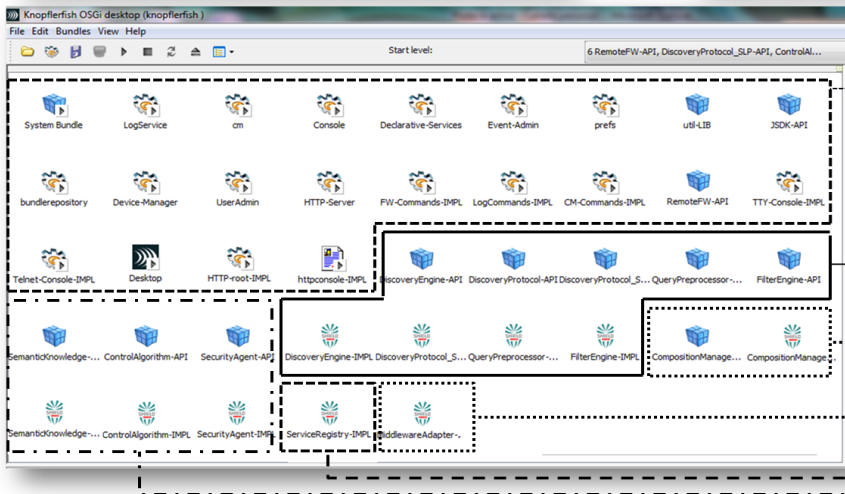 Knopflerfish OSGi desktop (knopflerfish )
File Edit Bundles View Help
Start level:
6 RemoteFW-API, DiscoveryProtocol_SLP-API, ControlAl...
System Bundle LogService cm Console Declarative-Services Event-Admin prefs util-LIB JSDK-API
bundlerepository Device-Manager UserAdmin HTTP-Server FW-Commands-IMPL LogCommands-IMPL CM-Commands-IMPL RemoteFW-API TTY-Console-IMPL
Telnet-Console-IMPL Desktop HTTP-root-IMPL httpconsole-IMPL DiscoveryEngine-API DiscoveryProtocol-API DiscoveryProtocol_S... QueryPreprocessor-... FilterEngine-API
SemanticKnowledge-... ControlAlgorithm-API SecurityAgent-API DiscoveryEngine-IMPL DiscoveryProtocol_S... QueryPreprocessor-... FilterEngine-IMPL CompositionManage... CompositionManage...
SemanticKnowledge-... ControlAlgorithm-IMPL SecurityAgent-IMPL ServiceRegistry-IMPL MiddlewareAdapter-.